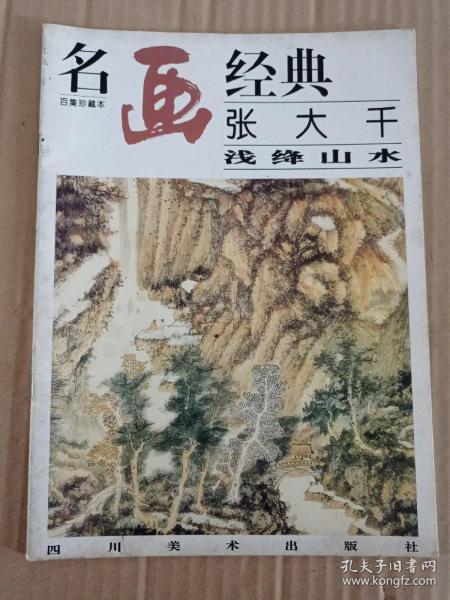 名画经典
百集珍藏本
张大千
浅绛山水
四川美术出版社
孔夫子旧书网
www.kongfz.com